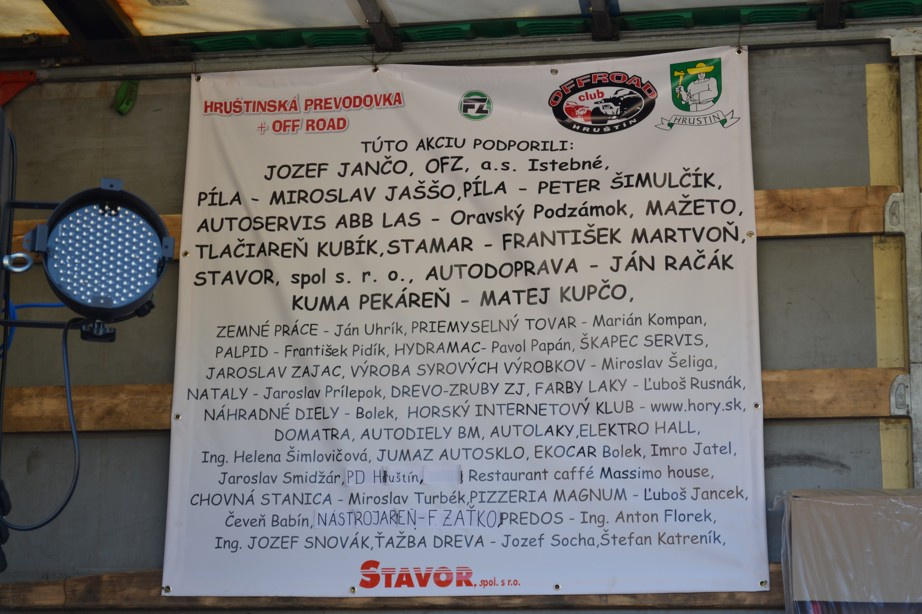 HRUŠTINSKÁ PREVODOVKA
+ OFF ROAD
OFZ
OFFROAD
club
HRUŠTÍN
HRUŠTÍN
TÚTO AKCIU PODPORILI:
JOZEF JANČO, OFZ, a.s. Istebné,
PÍLA - MIROSLAV JAŠŠO,PÍLA - PETER ŠIMULČÍK,
AUTOSERVIS ABB LAS - Oravský Podzámok, MAŽETO,
TLAČIAREŇ KUBÍK,STAMAR - FRANTIŠEK MARTVOŇ,
STAVOR, spol s. r. o., AUTODOPRAVA - JÁN RAČÁK
KUMA PEKÁREŇ - MATEJ KUPČO,
ZEMNÉ PRÁCE - Ján Uhrík, PRIEMYSELNÝ TOVAR - Marián Kompan,
PALPID - František Pidík, HYDRAMAC- Pavol Papán, ŠKAPEC SERVIS,
JAROSLAV ZAJAC, VÝROBA SYROVÝCH VÝROBKOV - Miroslav Šeliga,
NATALY - Jaroslav Prílepok, DREVO-ZRUBY ZJ, FARBY LAKY - Ľuboš Rusnák,
NÁHRADNÉ DIELY - Bolek, HORSKÝ INTERNETOVÝ KLUB - www.hory.sk,
DOMATRA, AUTODIELY BM, AUTOLAKY,ELEKTRO HALL,
Ing. Helena Šimlovičová, JUMAZ AUTOSKLO, EKOCAR Bolek, Imro Jatel,
Jaroslav Smidžár,PD Hruštín, Restaurant caffé Massimo house,
CHOVNÁ STANICA - Miroslav Turbék,PIZZERIA MAGNUM - Ľuboš Jancek,
Čeveň Babín, NÁSTROJAREŇ-F. ZAŤKO,PREDOS - Ing. Anton Florek,
Ing. JOZEF SNOVÁK,ŤAŽBA DREVA - Jozef Socha,Štefan Katreník,
STAVOR, spol. s r.o.